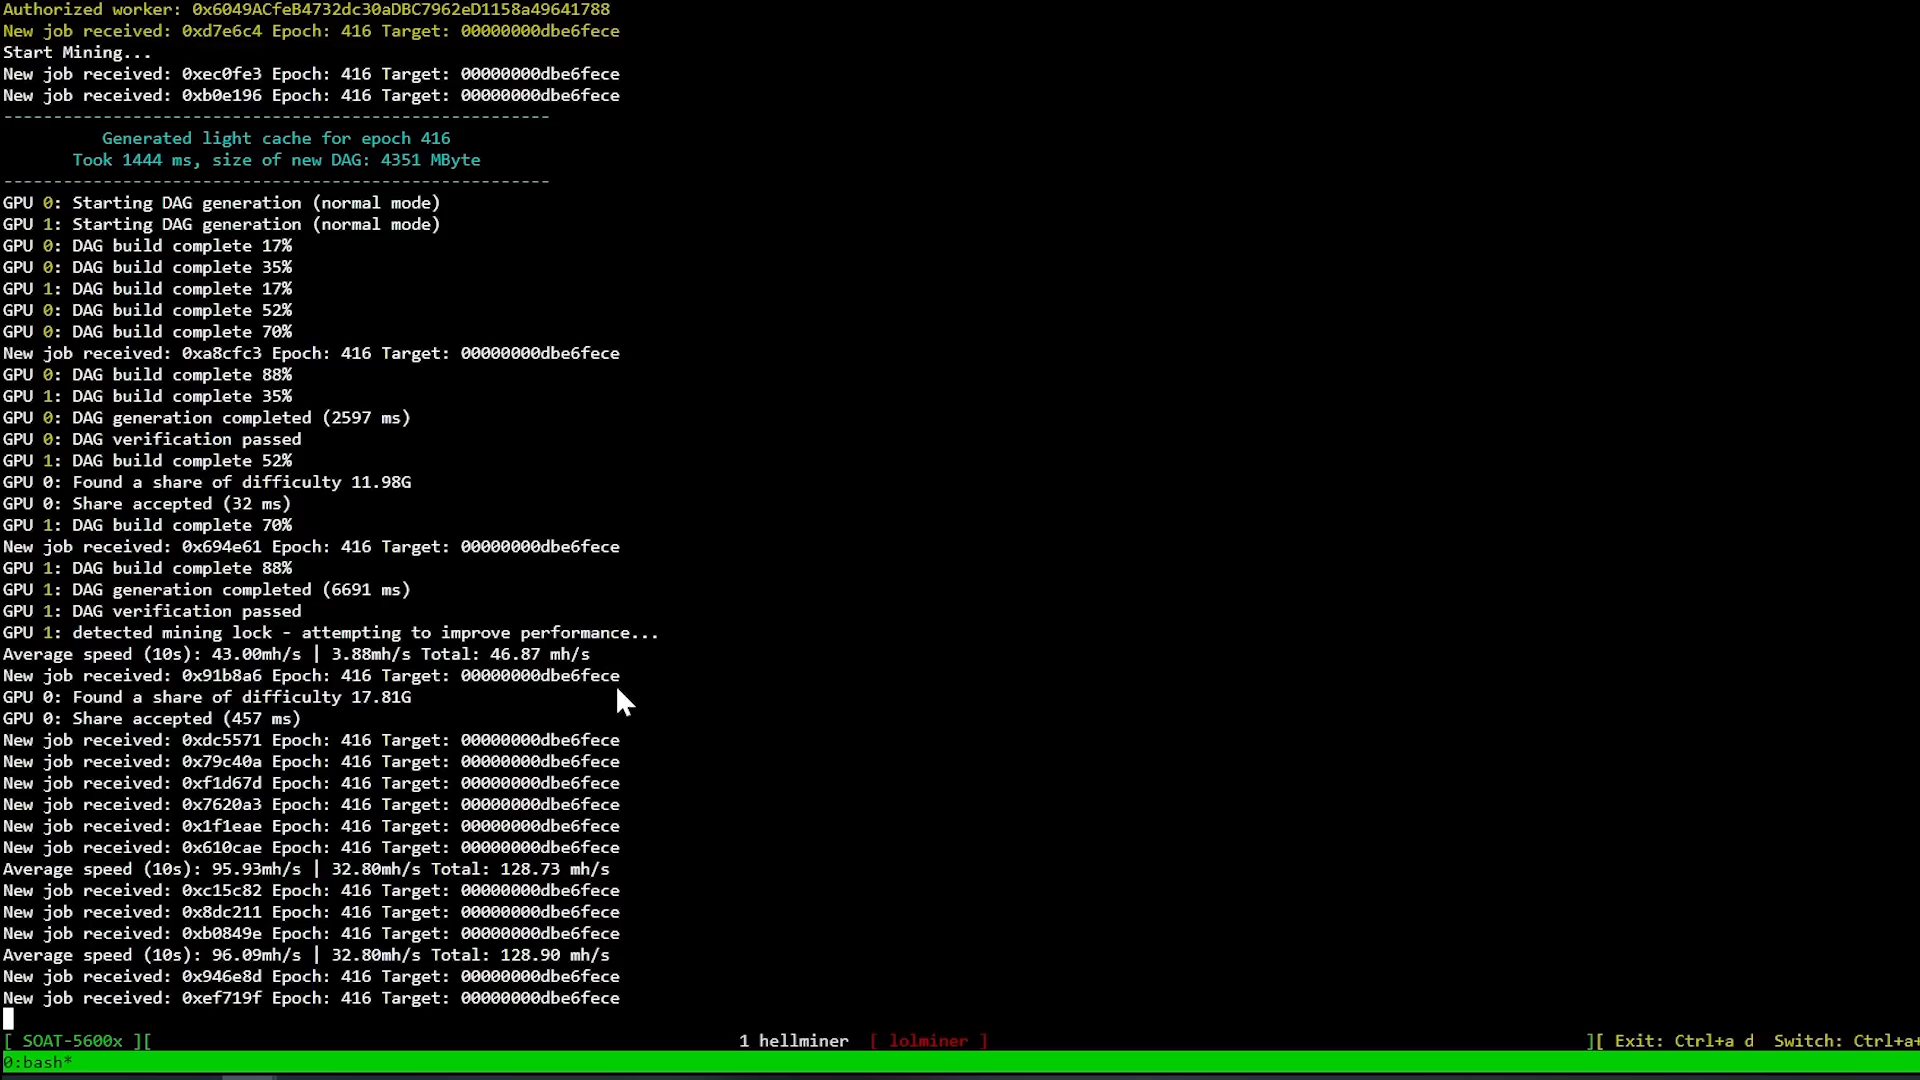 Authorized worker: 0x6049ACfeB4732dc30aDBC7962eD1158a49641788
New job received: 0xd7e6c4 Epoch: 416 Target: 00000000dbe6fece
Start Mining...
New job received: 0xec0fe3 Epoch: 416 Target: 00000000dbe6fece
New job received: 0xb0e196 Epoch: 416 Target: 00000000dbe6fece
-------------------------------------------------------
Generated light cache for epoch 416
Took 1444 ms, size of new DAG: 4351 MByte
-------------------------------------------------------
GPU 0: Starting DAG generation (normal mode)
GPU 1: Starting DAG generation (normal mode)
GPU 0: DAG build complete 17%
GPU 0: DAG build complete 35%
GPU 1: DAG build complete 17%
GPU 0: DAG build complete 52%
GPU 0: DAG build complete 70%
New job received: 0xa8cfc3 Epoch: 416 Target: 00000000dbe6fece
GPU 0: DAG build complete 88%
GPU 1: DAG build complete 35%
GPU 0: DAG generation completed (2597 ms)
GPU 0: DAG verification passed
GPU 1: DAG build complete 52%
GPU 0: Found a share of difficulty 11.98G
GPU 0: Share accepted (32 ms)
GPU 1: DAG build complete 70%
New job received: 0x694e61 Epoch: 416 Target: 00000000dbe6fece
GPU 1: DAG build complete 88%
GPU 1: DAG generation completed (6691 ms)
GPU 1: DAG verification passed
GPU 1: detected mining lock - attempting to improve performance...
Average speed (10s): 43.00mh/s | 3.88mh/s Total: 46.87 mh/s
New job received: 0x91b8a6 Epoch: 416 Target: 00000000dbe6fece
GPU 0: Found a share of difficulty 17.81G
GPU 0: Share accepted (457 ms)
New job received: 0xdc5571 Epoch: 416 Target: 00000000dbe6fece
New job received: 0x79c40a Epoch: 416 Target: 00000000dbe6fece
New job received: 0xf1d67d Epoch: 416 Target: 00000000dbe6fece
New job received: 0x7620a3 Epoch: 416 Target: 00000000dbe6fece
New job received: 0x1f1eae Epoch: 416 Target: 00000000dbe6fece
New job received: 0x610cae Epoch: 416 Target: 00000000dbe6fece
Average speed (10s): 95.93mh/s | 32.80mh/s Total: 128.73 mh/s
New job received: 0xc15c82 Epoch: 416 Target: 00000000dbe6fece
New job received: 0x8dc211 Epoch: 416 Target: 00000000dbe6fece
New job received: 0xb0849e Epoch: 416 Target: 00000000dbe6fece
Average speed (10s): 96.09mh/s | 32.80mh/s Total: 128.90 mh/s
New job received: 0x946e8d Epoch: 416 Target: 00000000dbe6fece
New job received: 0xef719f Epoch: 416 Target: 00000000dbe6fece
[ SOAT-5600x ][ 1 hellminer [ lolminer ] ][ Exit: Ctrl+a d Switch: Ctrl+a+
0:bash*